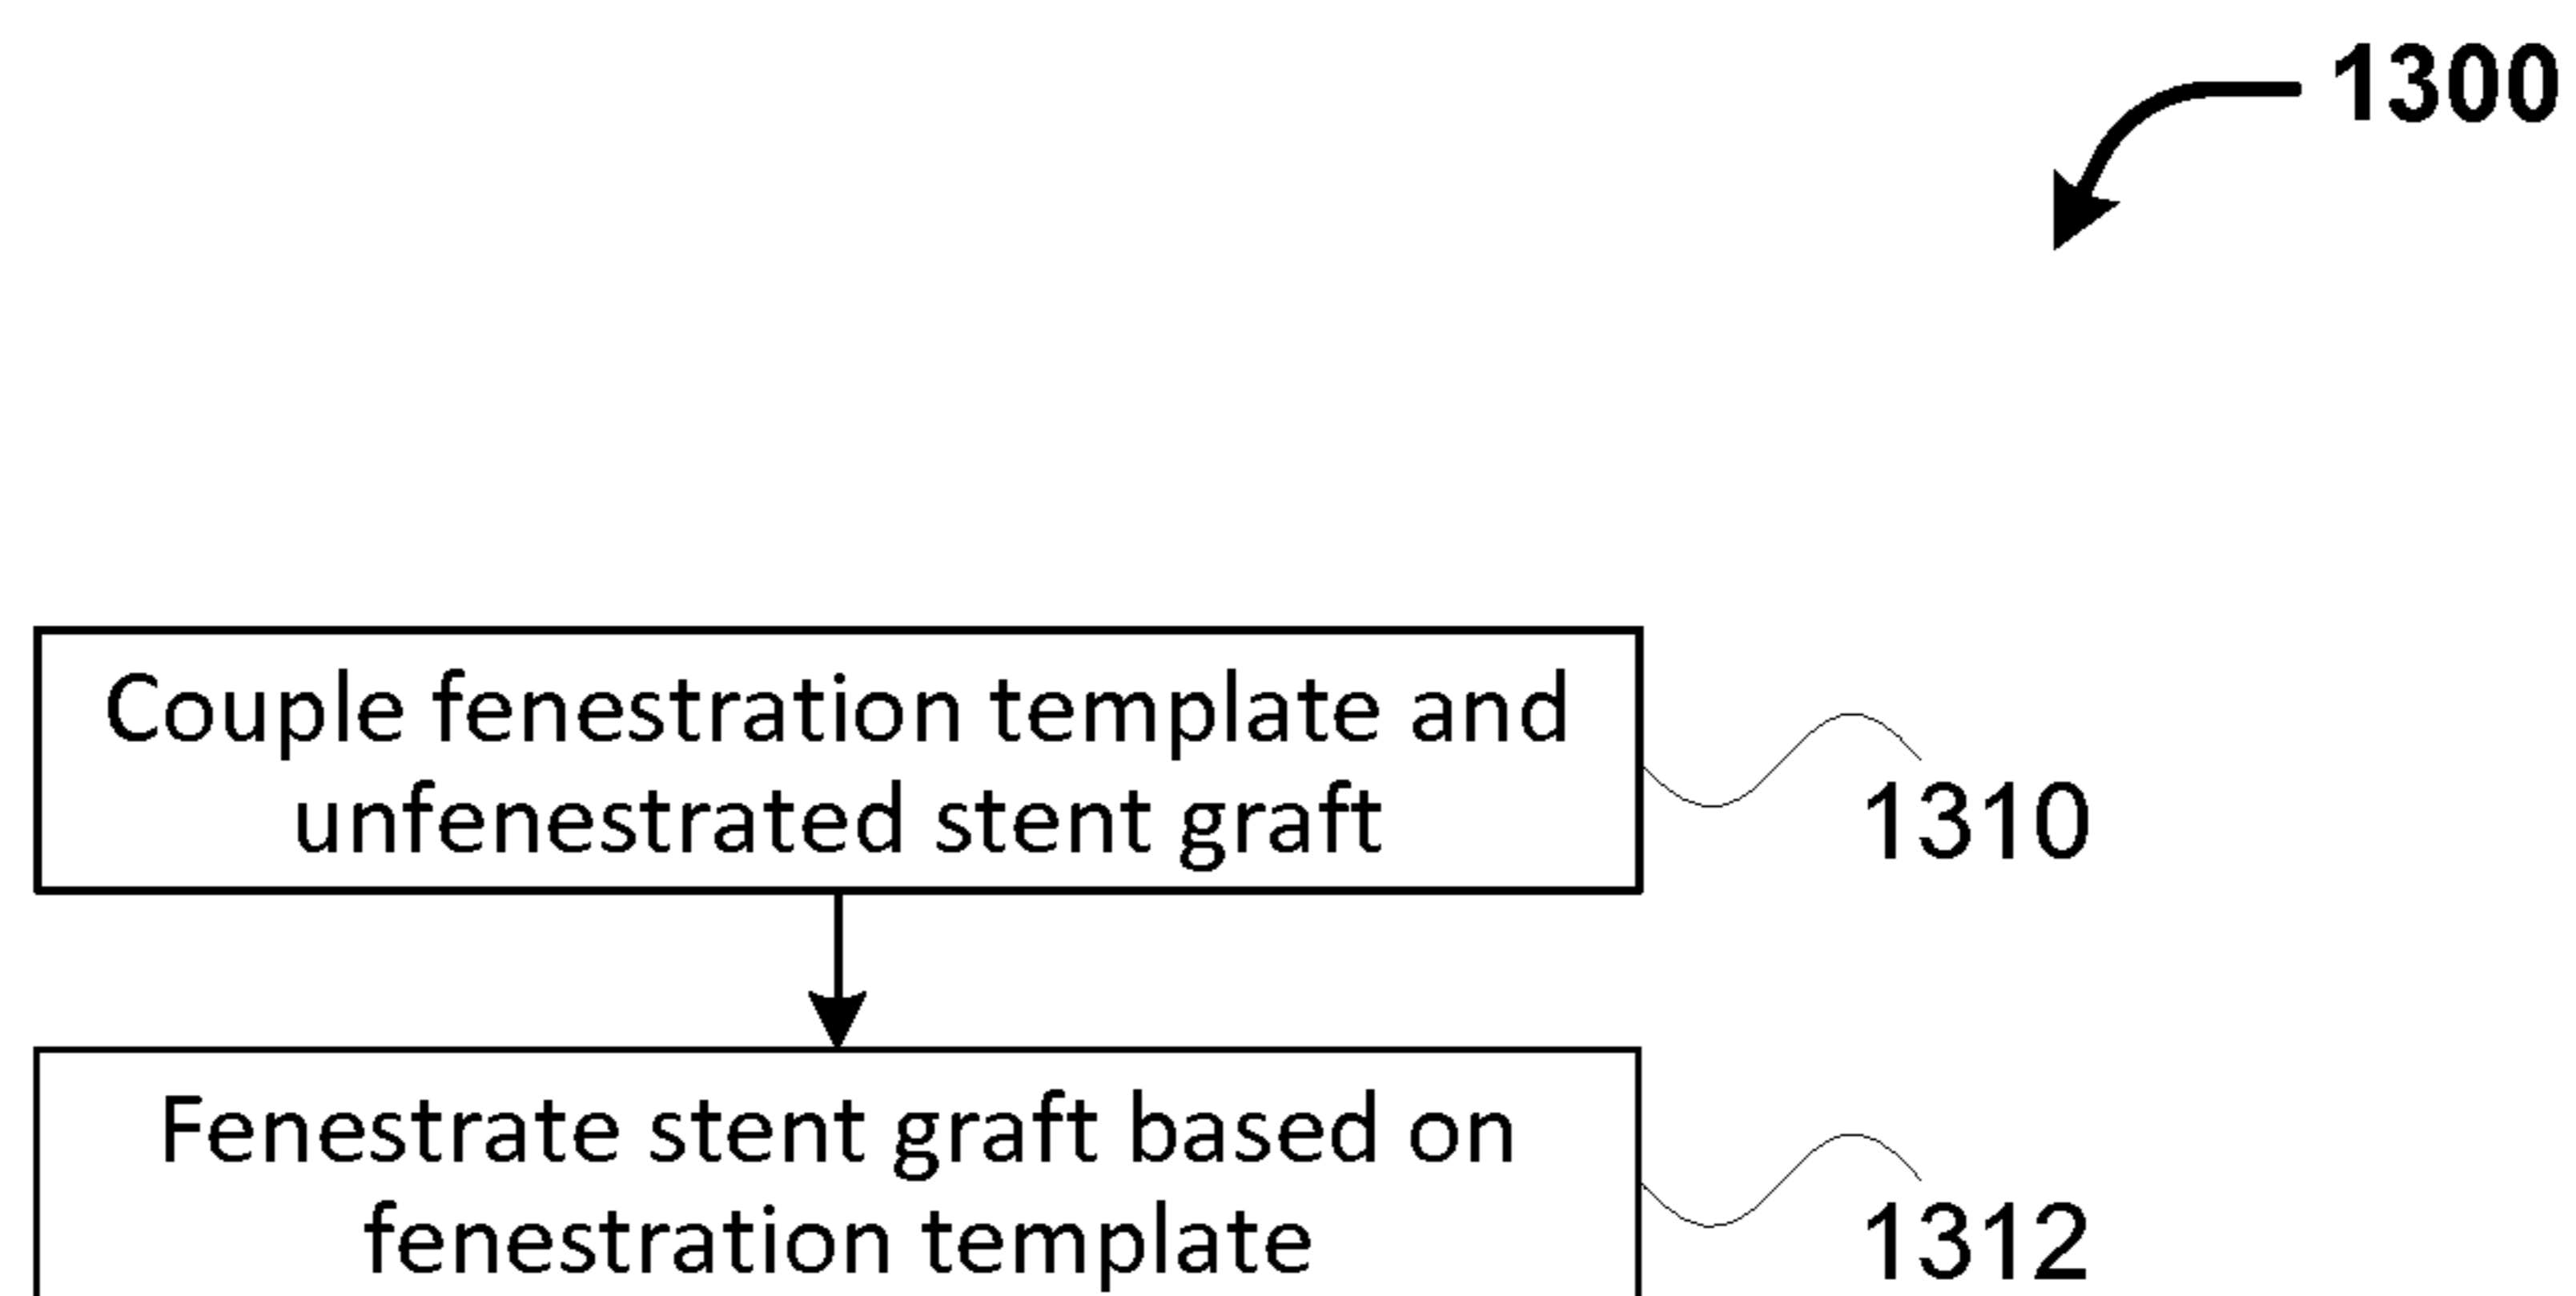 1300
Couple fenestration template and
unfenestrated stent graft
1310
Fenestrate stent graft based on
fenestration template
1312